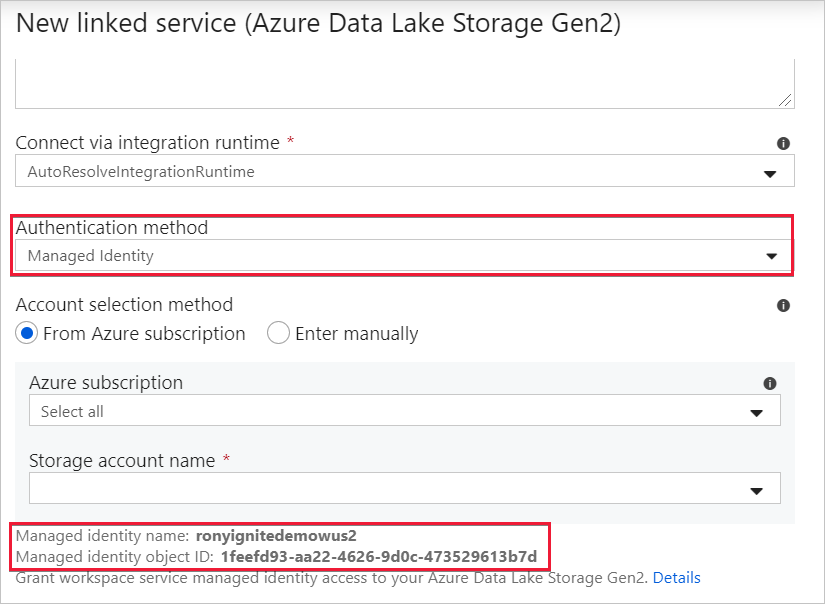 New linked service (Azure Data Lake Storage Gen2)
Connect via integration runtime *
AutoResolveIntegrationRuntime
Authentication method
Managed Identity
Account selection method
From Azure subscription Enter manually
Azure subscription
Select all
Storage account name *
Managed identity name: ronyignitedemowus2
Managed identity object ID: 1feefd93-aa22-4626-9d0c-473529613b7d
Grant workspace service managed identity access to your Azure Data Lake Storage Gen2. Details